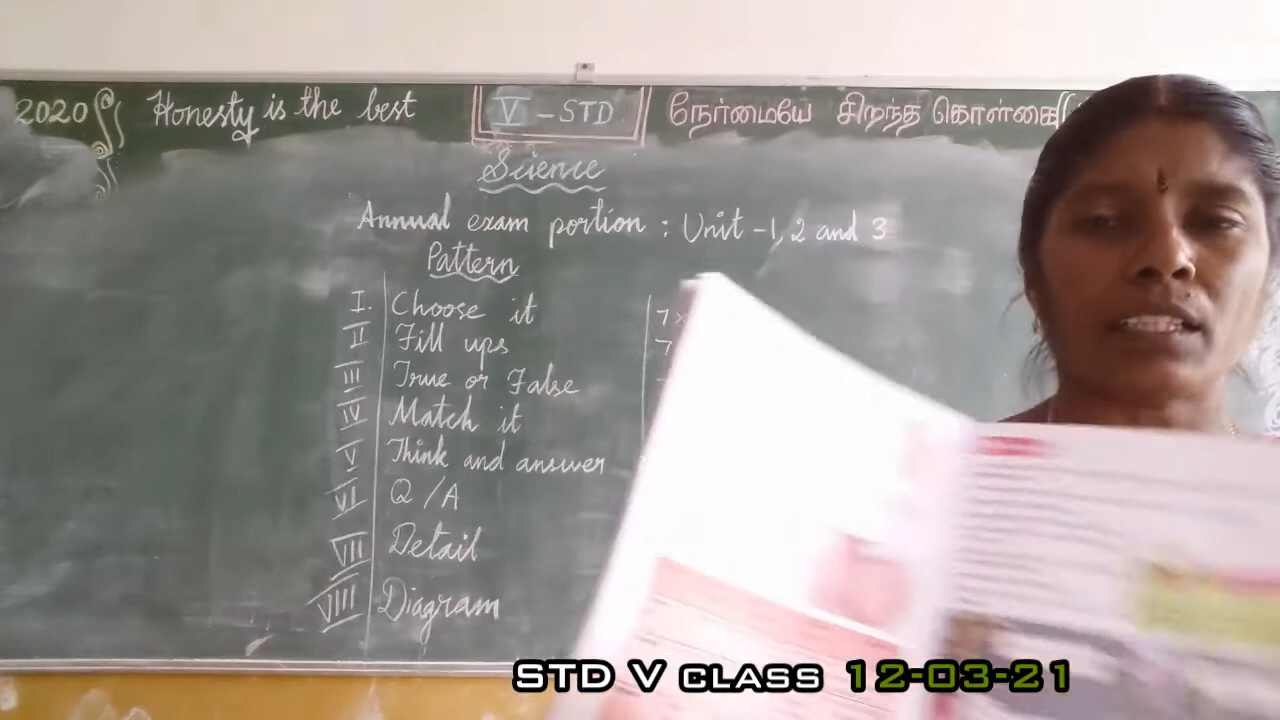 2020 Honesty is the best V - STD நேர்மையே சிறந்த கொள்கை
Science
Annual exam portion : Unit -1, 2 and 3
Pattern
I. Choose it 7x
II Fill ups 7
III True or False
IV Match it
V Think and answer
VI Q/A
VII Detail
VIII Diagram
STD V CLASS 12-03-21